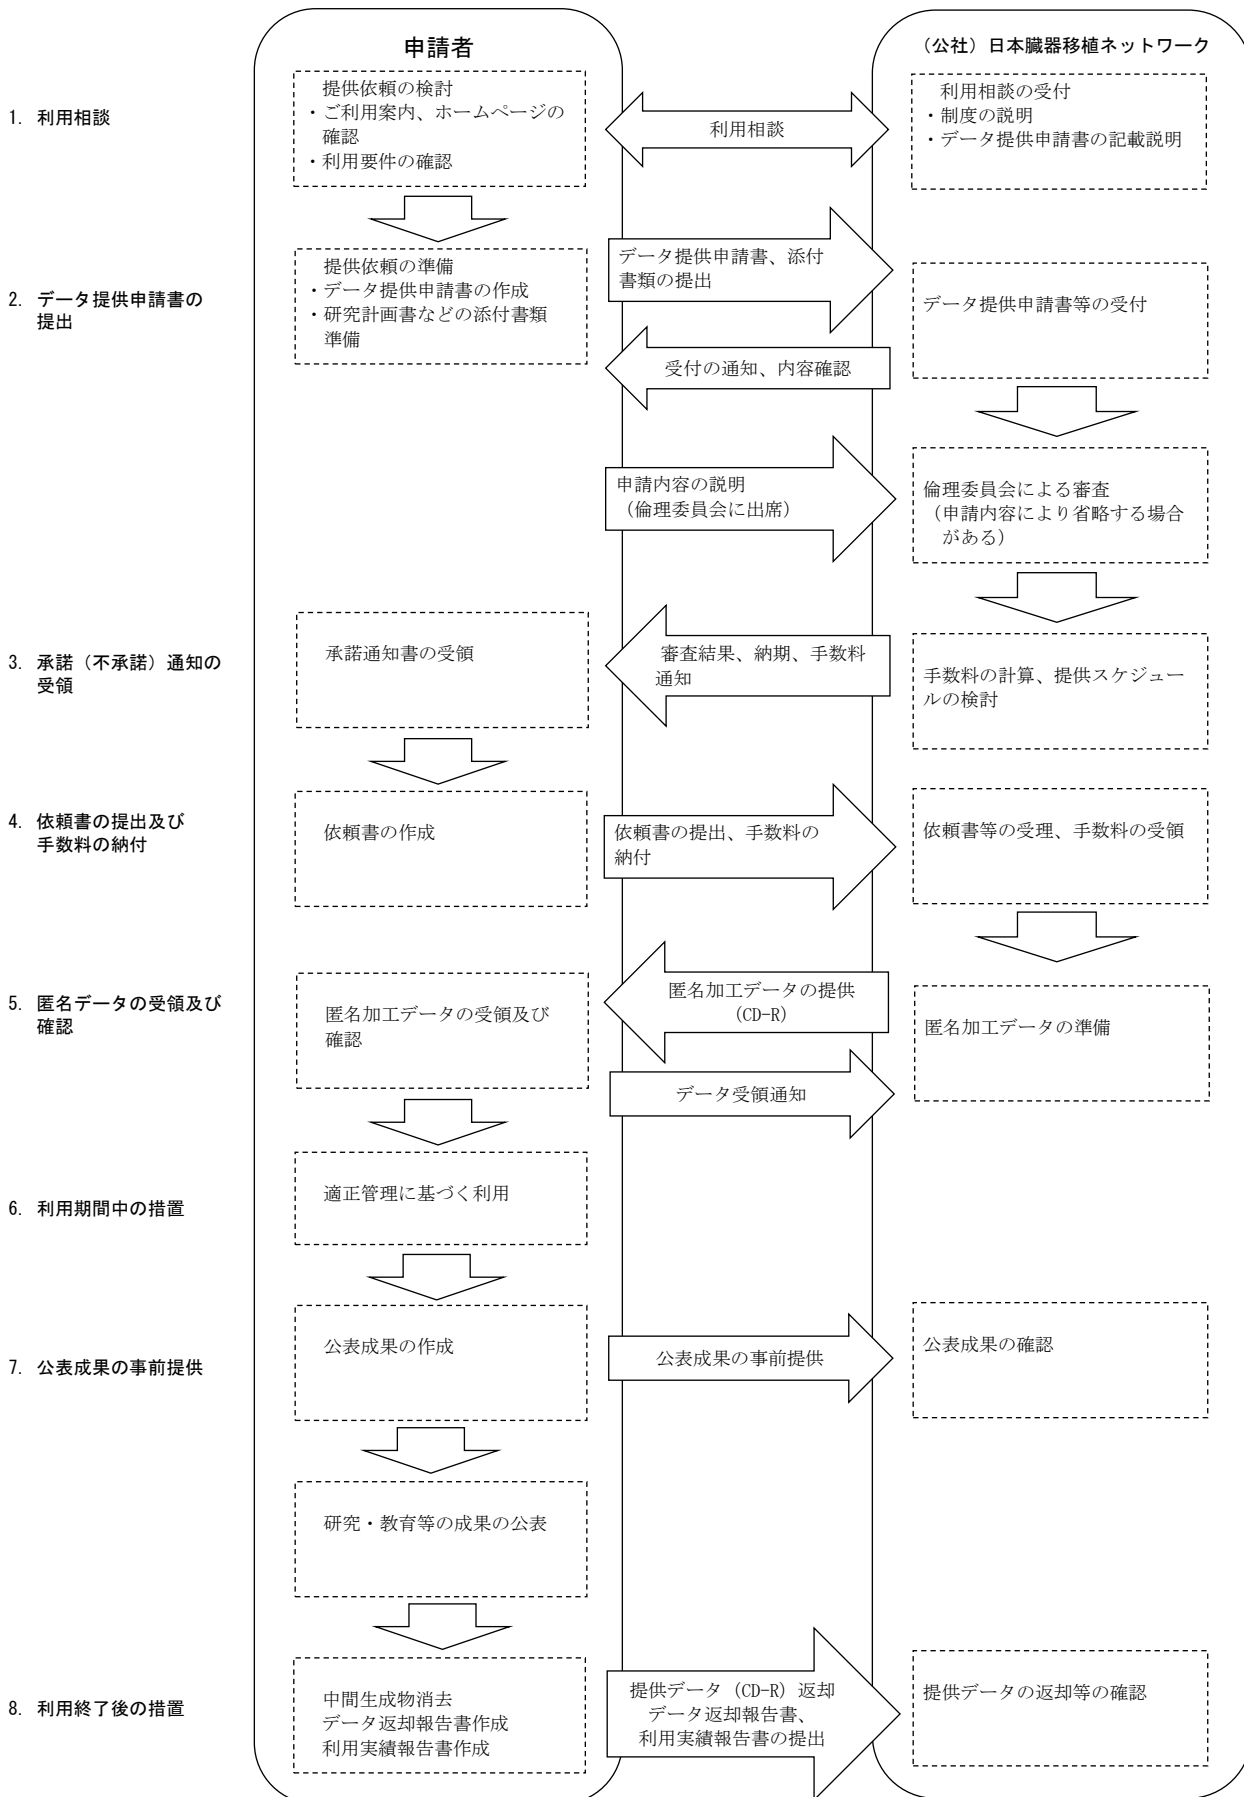 申請者
（公社）日本臓器移植ネットワーク
1. 利用相談
提供依頼の検討
・ご利用案内、ホームページの
確認
・利用要件の確認
利用相談
利用相談の受付
・制度の説明
・データ提供申請書の記載説明
2. データ提供申請書の
提出
提供依頼の準備
・データ提供申請書の作成
・研究計画書などの添付書類
準備
データ提供申請書、添付
書類の提出
データ提供申請書等の受付
受付の通知、内容確認
申請内容の説明
（倫理委員会に出席）
倫理委員会による審査
（申請内容により省略する場合
がある）
3. 承諾（不承諾）通知の
受領
承諾通知書の受領
審査結果、納期、手数料
通知
手数料の計算、提供スケジュー
ルの検討
4. 依頼書の提出及び
手数料の納付
依頼書の作成
依頼書の提出、手数料の
納付
依頼書等の受理、手数料の受領
5. 匿名データの受領及び
確認
匿名加工データの受領及び
確認
匿名加工データの提供
(CD-R)
匿名加工データの準備
データ受領通知
6. 利用期間中の措置
適正管理に基づく利用
7. 公表成果の事前提供
公表成果の作成
公表成果の事前提供
公表成果の確認
研究・教育等の成果の公表
8. 利用終了後の措置
中間生成物消去
データ返却報告書作成
利用実績報告書作成
提供データ（CD-R）返却
データ返却報告書、
利用実績報告書の提出
提供データの返却等の確認